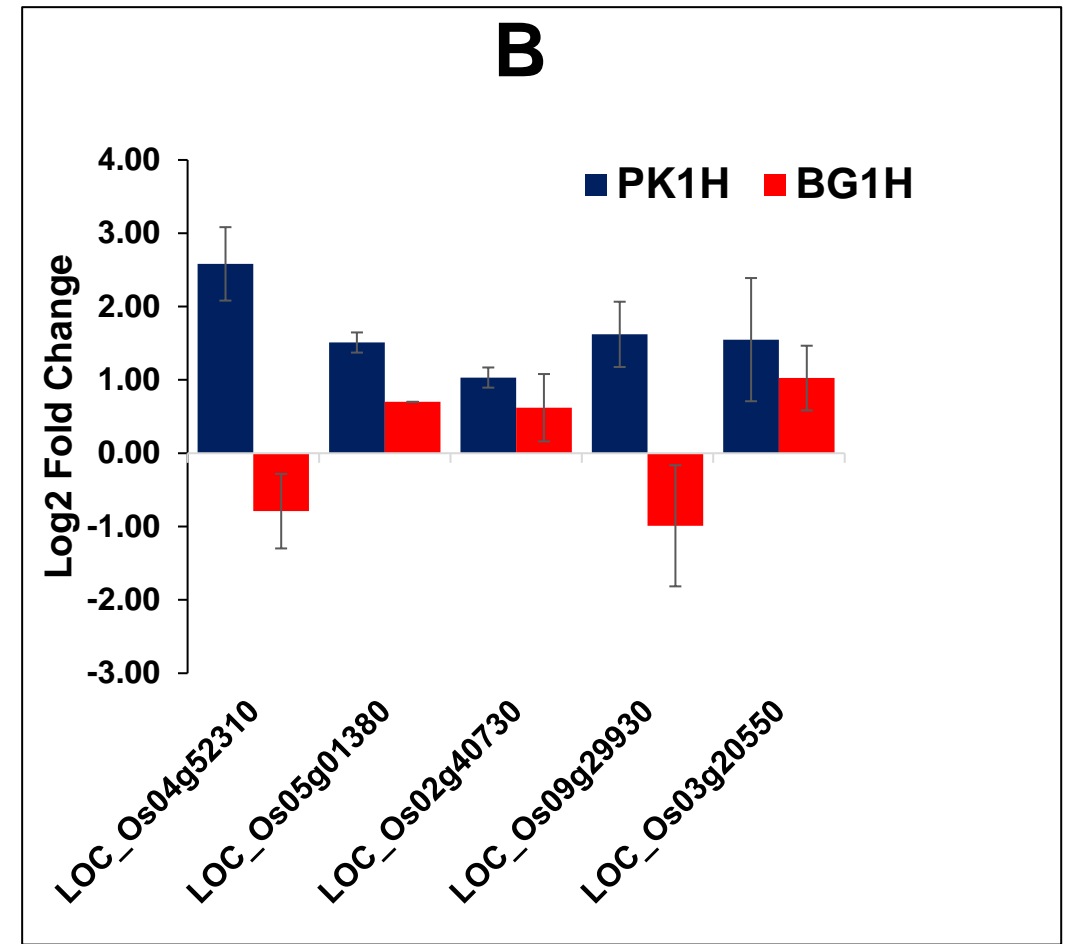 B
PK1H BG1H
Log2 Fold Change
4.00
3.00
2.00
1.00
0.00
-1.00
-2.00
-3.00
LOC_Os04g52310
LOC_Os05g01380
LOC_Os02g40730
LOC_Os09g29930
LOC_Os03g20550